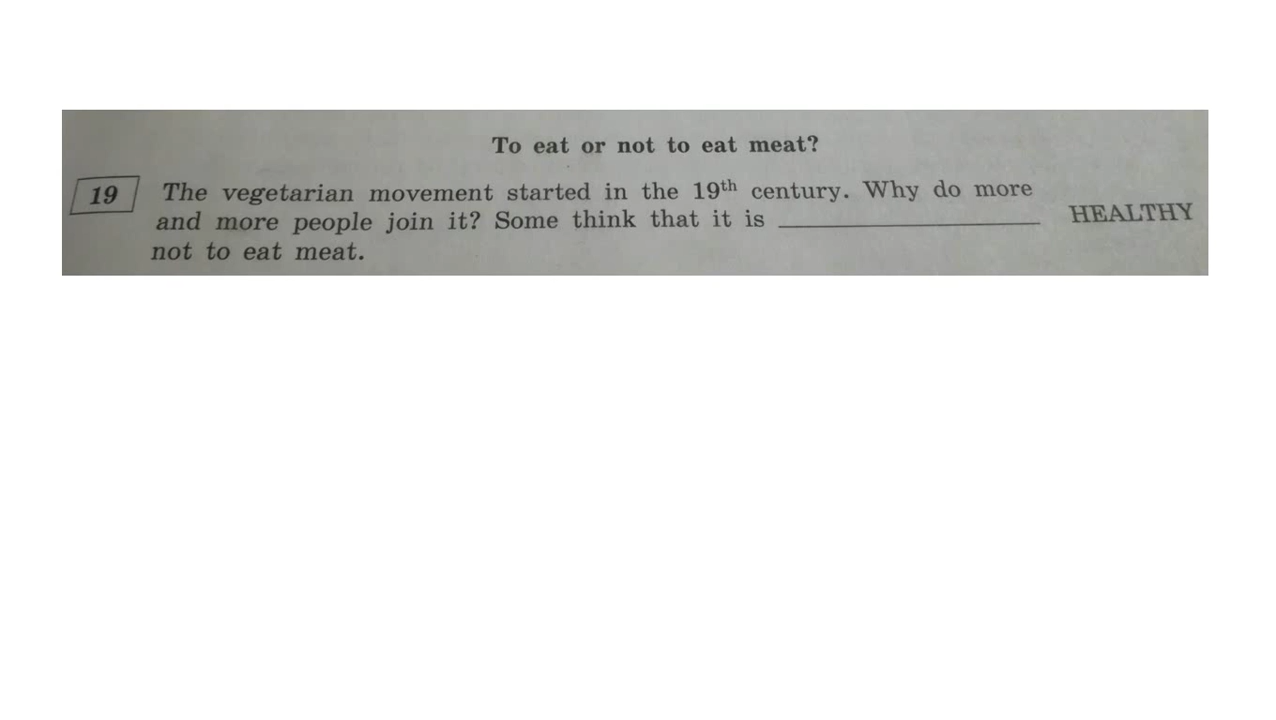 To eat or not to eat meat?
19 The vegetarian movement started in the 19th century. Why do more
and more people join it? Some think that it is ____________________ HEALTHY
not to eat meat.